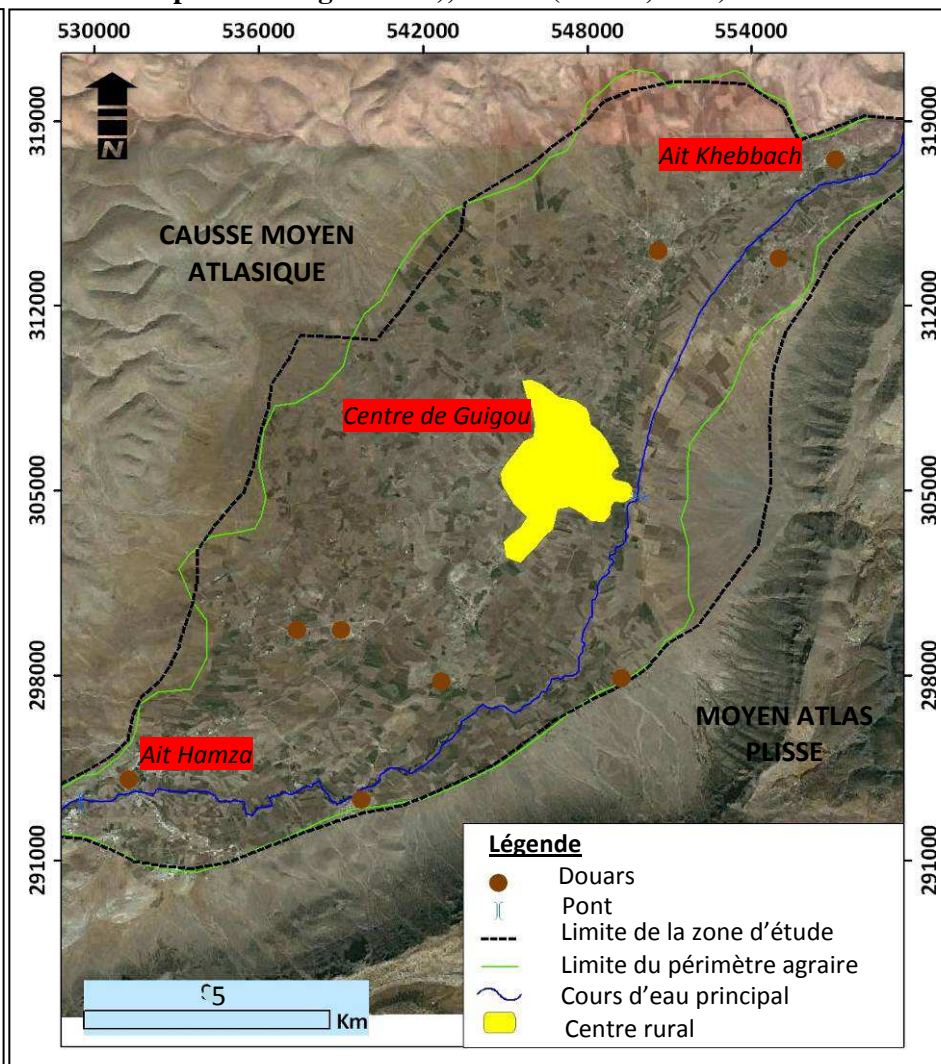 530000 536000 542000 548000 554000
319000 319000
Ait Khebbach
CAUSSE MOYEN
ATLASIQUE
312000 312000
Centre de Guigou
305000 305000
298000 298000
MOYEN ATLAS
PLISSE
Ait Hamza
291000 291000
Légende
Douars
Pont
Limite de la zone d'étude
Limite du périmètre agraire
Cours d'eau principal
Centre rural
5
Km
N